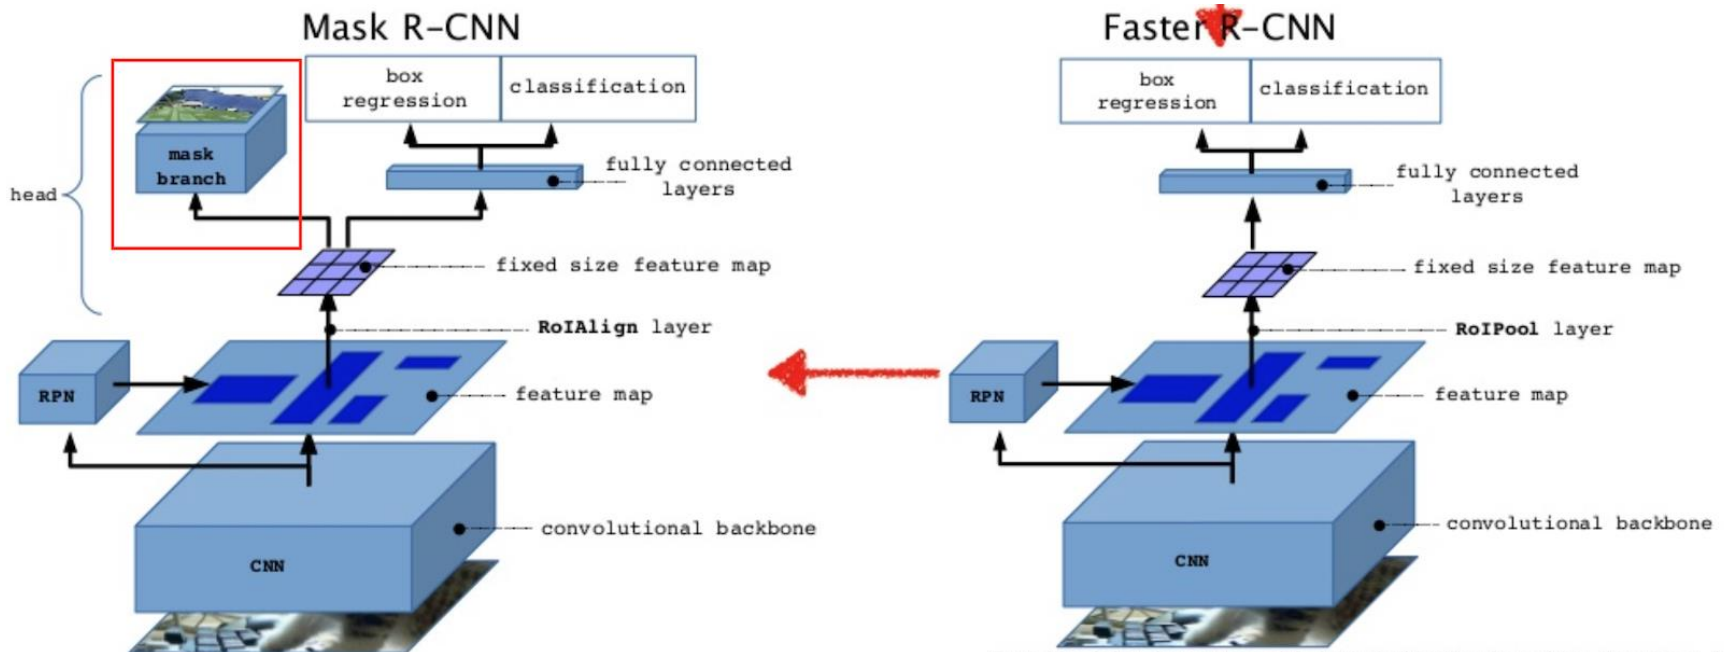 Mask R-CNN
box
regression
classification
mask
branch
head
fully connected
layers
fixed size feature map
RoIAlign layer
RPN
feature map
convolutional backbone
CNN
Faster R-CNN
box
regression
classification
fully connected
layers
fixed size feature map
RoIPool layer
RPN
feature map
convolutional backbone
CNN